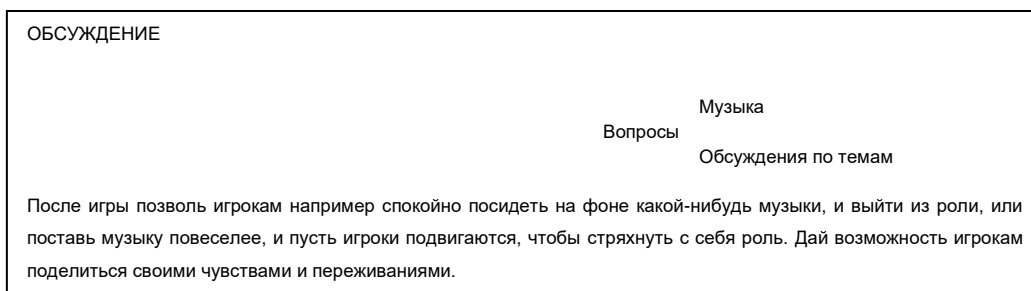 ОБСУЖДЕНИЕ
Музыка
Вопросы
Обсуждения по темам
После игры позволь игрокам например спокойно посидеть на фоне какой-нибудь музыки, и выйти из роли, или
поставь музыку повеселее, и пусть игроки подвигаются, чтобы стряхнуть с себя роль. Дай возможность игрокам
поделиться своими чувствами и переживаниями.